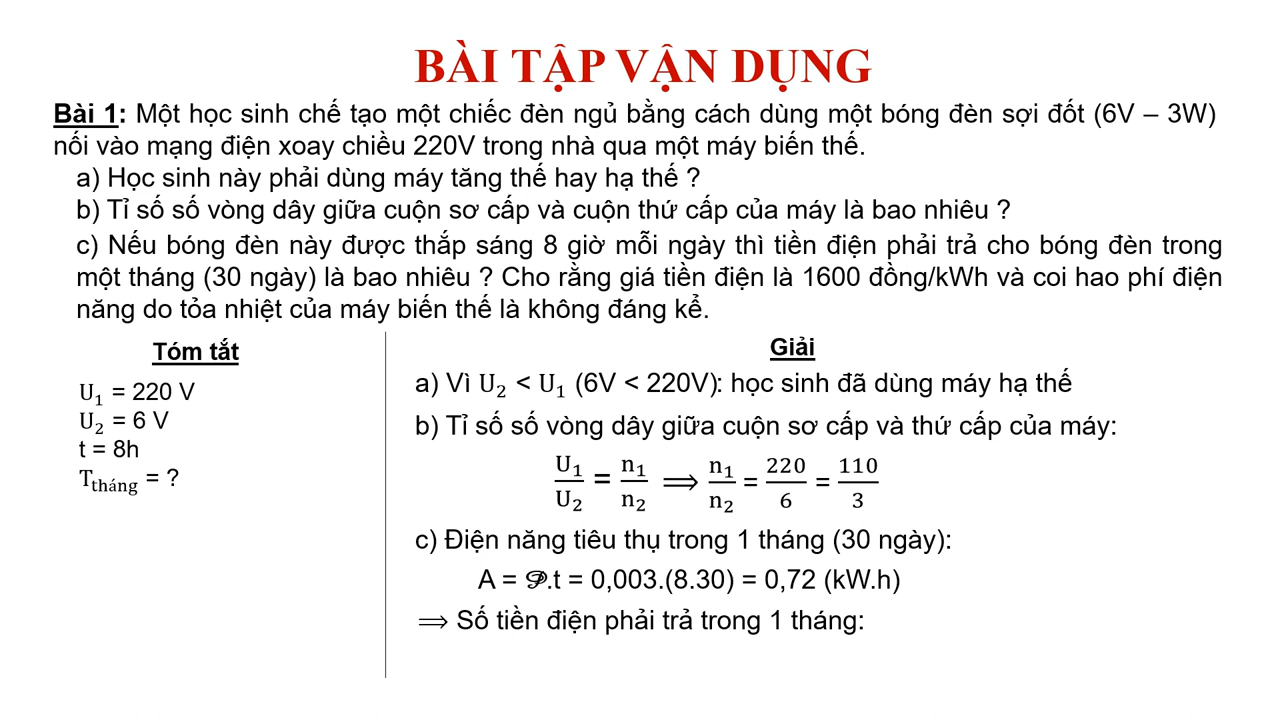 BÀI TẬP VẬN DỤNG
Bài 1: Một học sinh chế tạo một chiếc đèn ngủ bằng cách dùng một bóng đèn sợi đốt (6V – 3W)
nối vào mạng điện xoay chiều 220V trong nhà qua một máy biến thế.
a) Học sinh này phải dùng máy tăng thế hay hạ thế ?
b) Tỉ số số vòng dây giữa cuộn sơ cấp và cuộn thứ cấp của máy là bao nhiêu ?
c) Nếu bóng đèn này được thắp sáng 8 giờ mỗi ngày thì tiền điện phải trả cho bóng đèn trong
một tháng (30 ngày) là bao nhiêu ? Cho rằng giá tiền điện là 1600 đồng/kWh và coi hao phí điện
năng do tỏa nhiệt của máy biến thế là không đáng kể.
Tóm tắt
U₁ = 220 V
U₂ = 6 V
t = 8h
Tₜₕáₙg = ?
Giải
a) Vì U₂ < U₁ (6V < 220V): học sinh đã dùng máy hạ thế
b) Tỉ số số vòng dây giữa cuộn sơ cấp và thứ cấp của máy:
U₁/U₂ = n₁/n₂ ⟹ n₁/n₂ = 220/6 = 110/3
c) Điện năng tiêu thụ trong 1 tháng (30 ngày):
A = 𝒫.t = 0,003.(8.30) = 0,72 (kW.h)
⟹ Số tiền điện phải trả trong 1 tháng: